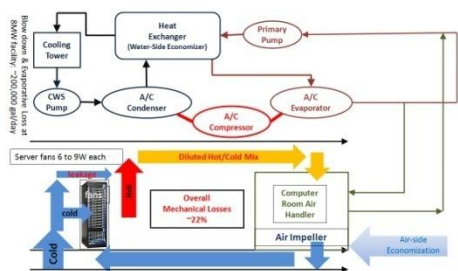 Blow down & Evaporative Loss at
8MW facility: ~200,000 gal/day
Cooling
Tower
Heat
Exchanger
(Water-Side Economizer)
Primary
Pump
CWS
Pump
A/C
Condenser
A/C
Compressor
A/C
Evaporator
Server fans 6 to 9W each
Diluted Hot/Cold Mix
leakage
fans
cold
Hot
Cold
Overall
Mechanical Losses
~22%
Computer
Room Air
Handler
Air Impeller
Air-side
Economization